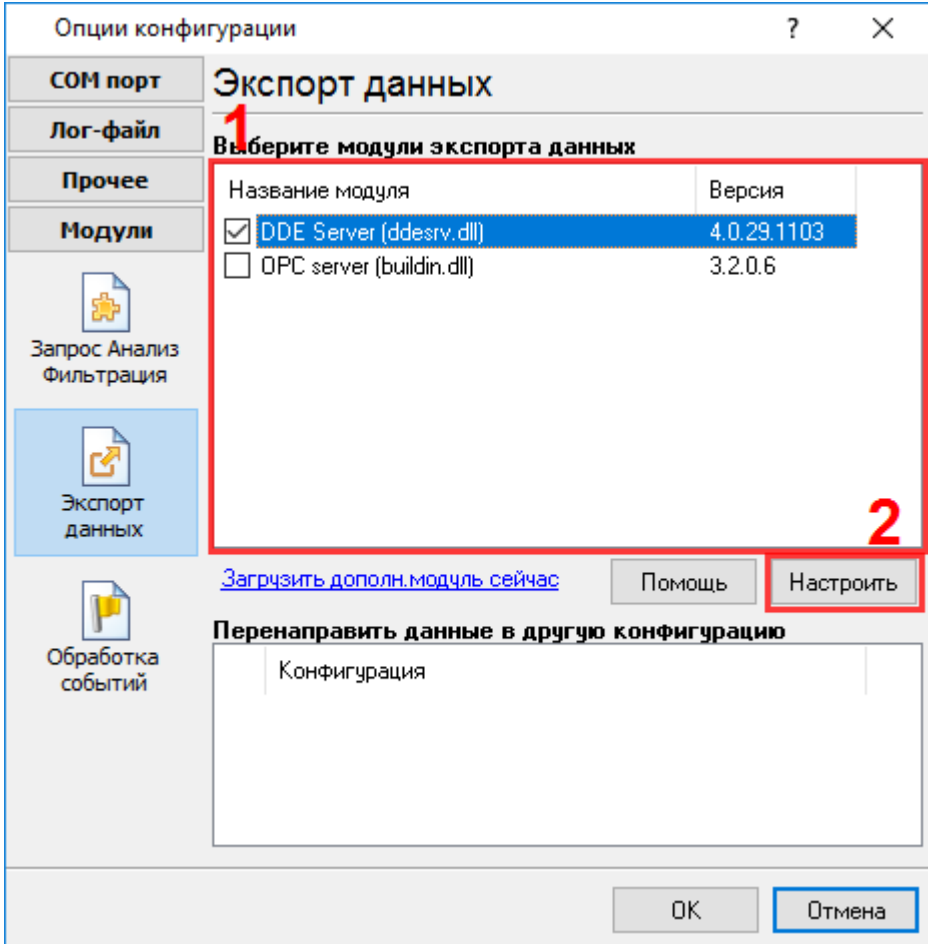 Опции конфигурации ?
COM порт
Лог-файл
Прочее
Модули
Запрос Анализ
Фильтрация
Экспорт
данных
Обработка
событий
Экспорт данных
1
Выберите модули экспорта данных
Название модуля Версия
DDE Server (ddesrv.dll) 4.0.29.1103
OPC server (buildin.dll) 3.2.0.6
2
Загрузить дополн.модуль сейчас Помощь Настроить
Перенаправить данные в другую конфигурацию
Конфигурация
OK Отмена